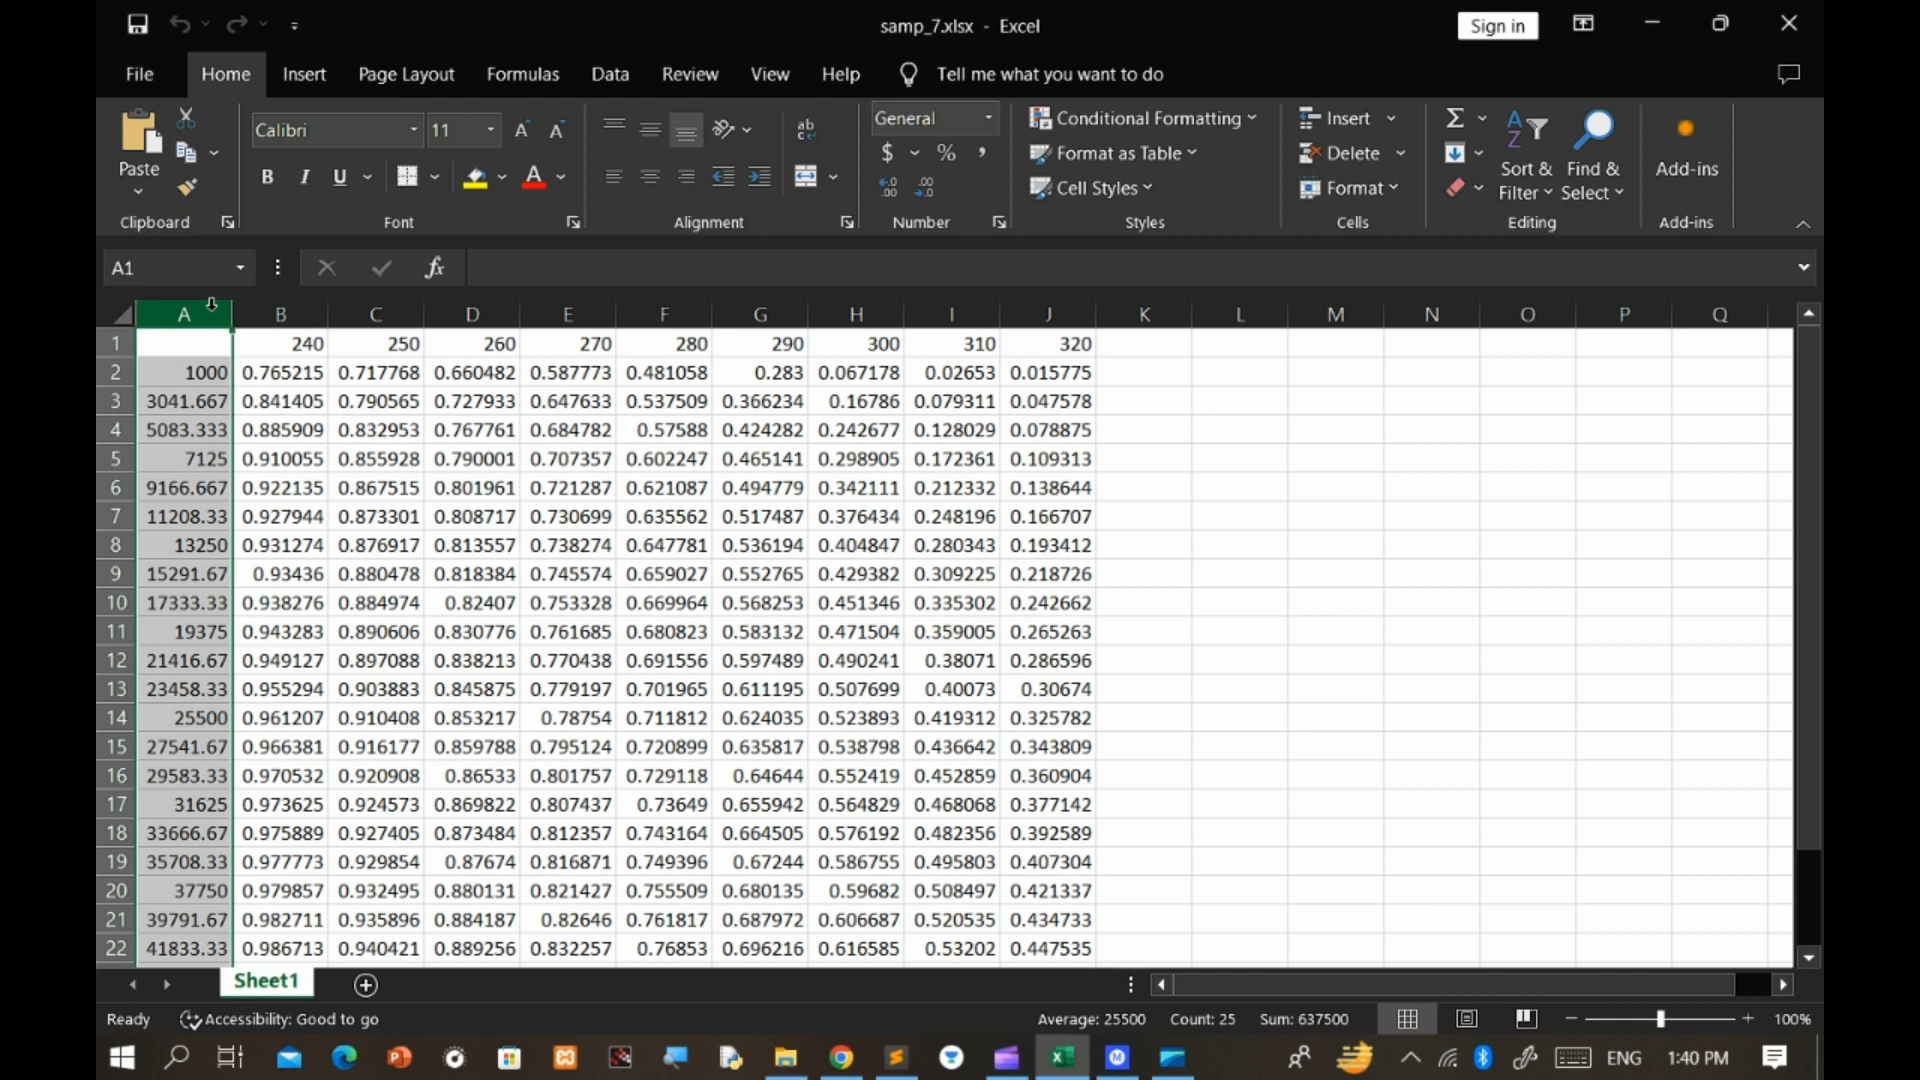 samp_7.xlsx - Excel
Sign in
File Home Insert Page Layout Formulas Data Review View Help Tell me what you want to do
Paste
Calibri 11
General
Conditional Formatting
Format as Table
Cell Styles
Insert
Delete
Format
Sort & Filter
Find & Select
Add-ins
Clipboard Font Alignment Number Styles Cells Editing Add-ins
A1 fx
A B C D E F G H I J K L M N O P Q
1 240 250 260 270 280 290 300 310 320
2 1000 0.765215 0.717768 0.660482 0.587773 0.481058 0.283 0.067178 0.02653 0.015775
3 3041.667 0.841405 0.790565 0.727933 0.647633 0.537509 0.366234 0.16786 0.079311 0.047578
4 5083.333 0.885909 0.832953 0.767761 0.684782 0.57588 0.424282 0.242677 0.128029 0.078875
5 7125 0.910055 0.855928 0.790001 0.707357 0.602247 0.465141 0.298905 0.172361 0.109313
6 9166.667 0.922135 0.867515 0.801961 0.721287 0.621087 0.494779 0.342111 0.212332 0.138644
7 11208.33 0.927944 0.873301 0.808717 0.730699 0.635562 0.517487 0.376434 0.248196 0.166707
8 13250 0.931274 0.876917 0.813557 0.738274 0.647781 0.536194 0.404847 0.280343 0.193412
9 15291.67 0.93436 0.880478 0.818384 0.745574 0.659027 0.552765 0.429382 0.309225 0.218726
10 17333.33 0.938276 0.884974 0.82407 0.753328 0.669964 0.568253 0.451346 0.335302 0.242662
11 19375 0.943283 0.890606 0.830776 0.761685 0.680823 0.583132 0.471504 0.359005 0.265263
12 21416.67 0.949127 0.897088 0.838213 0.770438 0.691556 0.597489 0.490241 0.38071 0.286596
13 23458.33 0.955294 0.903883 0.845875 0.779197 0.701965 0.611195 0.507699 0.40073 0.30674
14 25500 0.961207 0.910408 0.853217 0.78754 0.711812 0.624035 0.523893 0.419312 0.325782
15 27541.67 0.966381 0.916177 0.859788 0.795124 0.720899 0.635817 0.538798 0.436642 0.343809
16 29583.33 0.970532 0.920908 0.86533 0.801757 0.729118 0.64644 0.552419 0.452859 0.360904
17 31625 0.973625 0.924573 0.869822 0.807437 0.73649 0.655942 0.564829 0.468068 0.377142
18 33666.67 0.975889 0.927405 0.873484 0.812357 0.743164 0.664505 0.576192 0.482356 0.392589
19 35708.33 0.977773 0.929854 0.87674 0.816871 0.749396 0.67244 0.586755 0.495803 0.407304
20 37750 0.979857 0.932495 0.880131 0.821427 0.755509 0.680135 0.59682 0.508497 0.421337
21 39791.67 0.982711 0.935896 0.884187 0.82646 0.761817 0.687972 0.606687 0.520535 0.434733
22 41833.33 0.986713 0.940421 0.889256 0.832257 0.76853 0.696216 0.616585 0.53202 0.447535
Sheet1
Ready Accessibility: Good to go Average: 25500 Count: 25 Sum: 637500 100%
ENG 1:40 PM